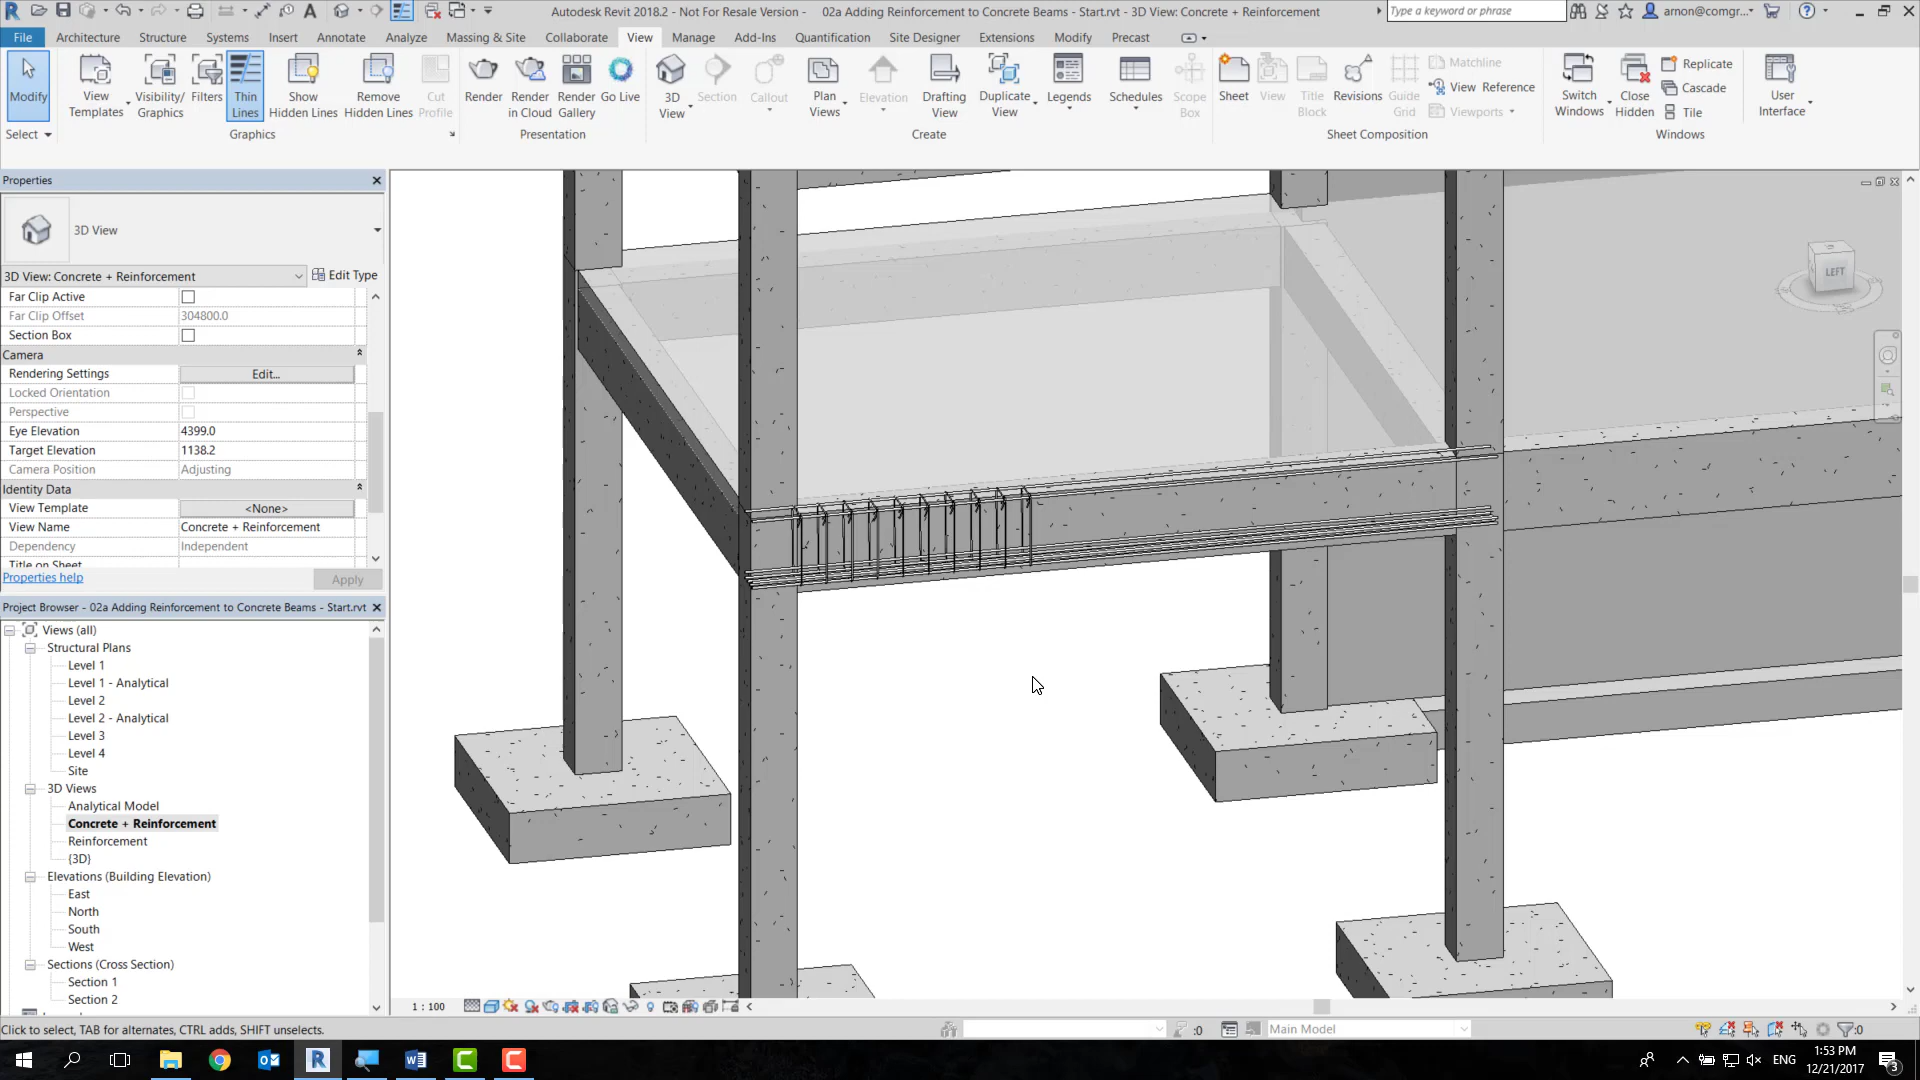 Autodesk Revit 2018.2 - Not For Resale Version - 02a Adding Reinforcement to Concrete Beams - Start.rvt - 3D View: Concrete + Reinforcement
Type a keyword or phrase
arnon@comgr...
File Architecture Structure Systems Insert Annotate Analyze Massing & Site Collaborate View Manage Add-Ins Quantification Site Designer Extensions Modify Precast
Modify
View Templates
Visibility/ Graphics
Filters
Thin Lines
Show Hidden Lines
Remove Hidden Lines
Cut Profile
Render
Render in Cloud
Render Gallery
Go Live
3D View
Section
Callout
Plan Views
Elevation
Drafting View
Duplicate View
Legends
Schedules
Scope Box
Sheet
View
Title Block
Revisions
Guide Grid
Matchline
View Reference
Viewports
Switch Windows
Close Hidden
Replicate
Cascade
Tile
User Interface
Select Graphics Presentation Create Sheet Composition Windows
Properties
3D View
3D View: Concrete + Reinforcement Edit Type
Far Clip Active
Far Clip Offset 304800.0
Section Box
Camera
Rendering Settings Edit...
Locked Orientation
Perspective
Eye Elevation 4399.0
Target Elevation 1138.2
Camera Position Adjusting
Identity Data
View Template <None>
View Name Concrete + Reinforcement
Dependency Independent
Title on Sheet
Properties help Apply
Project Browser - 02a Adding Reinforcement to Concrete Beams - Start.rvt
Views (all)
Structural Plans
Level 1
Level 1 - Analytical
Level 2
Level 2 - Analytical
Level 3
Level 4
Site
3D Views
Analytical Model
Concrete + Reinforcement
Reinforcement
{3D}
Elevations (Building Elevation)
East
North
South
West
Sections (Cross Section)
Section 1
Section 2
LEFT
1 : 100
Click to select, TAB for alternates, CTRL adds, SHIFT unselects.
:0
Main Model
:0
ENG
1:53 PM
12/21/2017
3